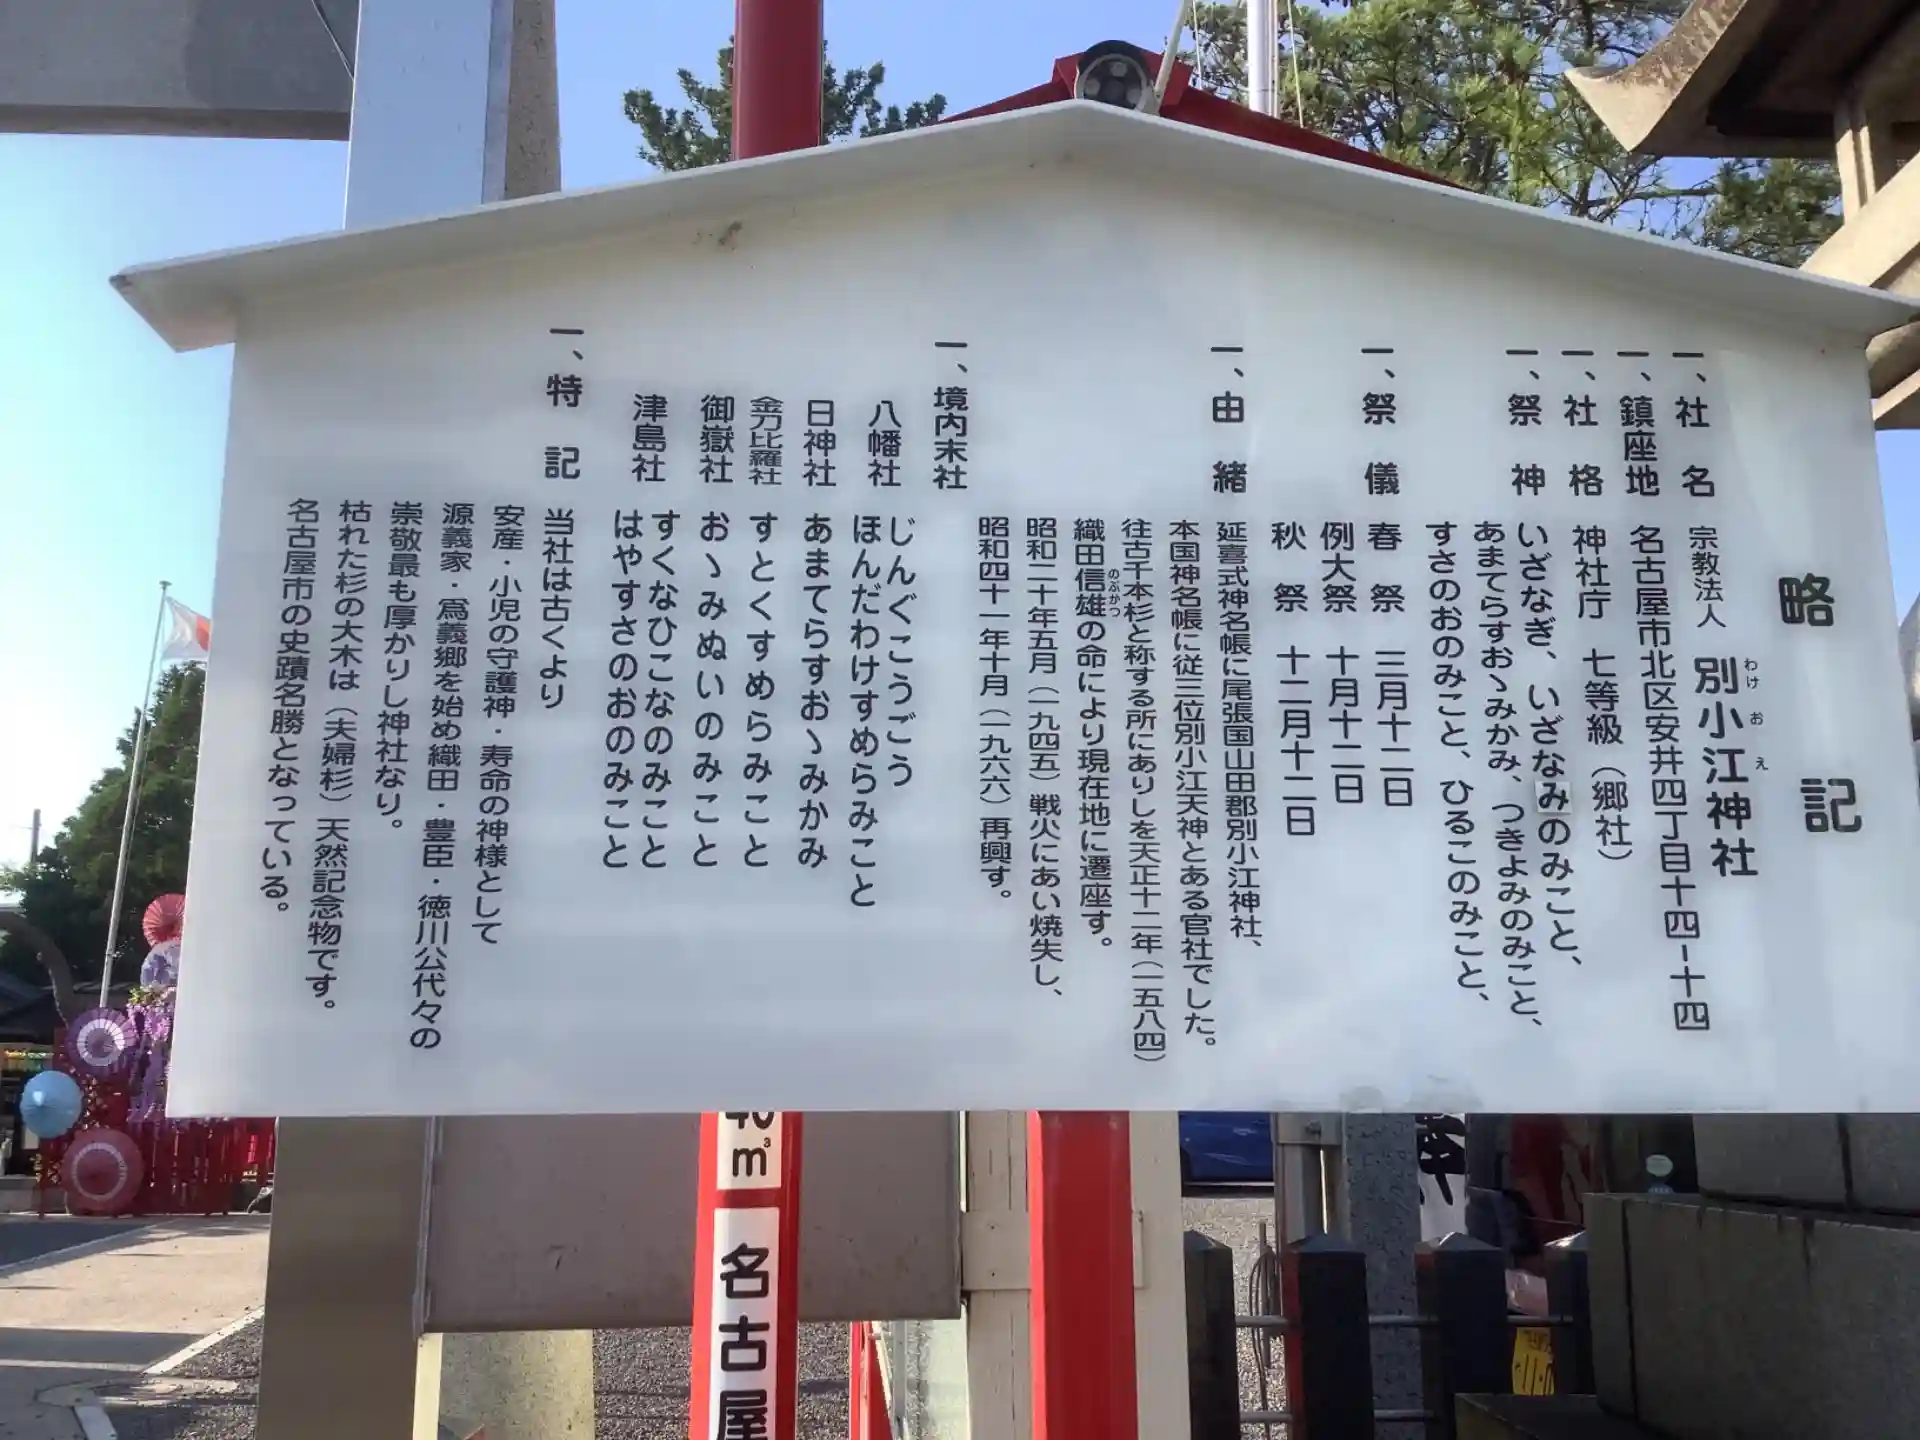 略記
一、社名 宗教法人 別小江神社
わけ おえ
一、鎮座地 名古屋市北区安井四丁目十四-十四
一、社格 神社庁 七等級（郷社）
一、祭神 いざなぎ、いざなみのみこと、
あまてらすおゝみかみ、つきよみのみこと、
すさのおのみこと、ひるこのみこと、
一、祭儀 春祭 三月十二日
例大祭 十月十二日
秋祭 十二月十二日
一、由緒 延喜式神名帳に尾張国山田郡別小江神社、
本国神名帳に従三位別小江天神とある官社でした。
往古千本杉と称する所にありしを天正十二年（一五八四）
織田信雄の命により現在地に遷座す。
のぶかつ
昭和二十年五月（一九四五）戦火にあい焼失し、
昭和四十一年十月（一九六六）再興す。
一、境内末社
八幡社 じんぐこうごう
ほんだわけすめらみこと
日神社 あまてらすおゝみかみ
金刀比羅社 すとくすめらみこと
御嶽社 おゝみぬいのみこと
津島社 すくなひこなのみこと
はやすさのおのみこと
一、特記 当社は古くより
安産・小児の守護神・寿命の神様として
源義家・爲義郷を始め織田・豊臣・徳川公代々の
崇敬最も厚かりし神社なり。
枯れた杉の大木は（夫婦杉）天然記念物です。
名古屋市の史蹟名勝となっている。
40
m³
名古屋